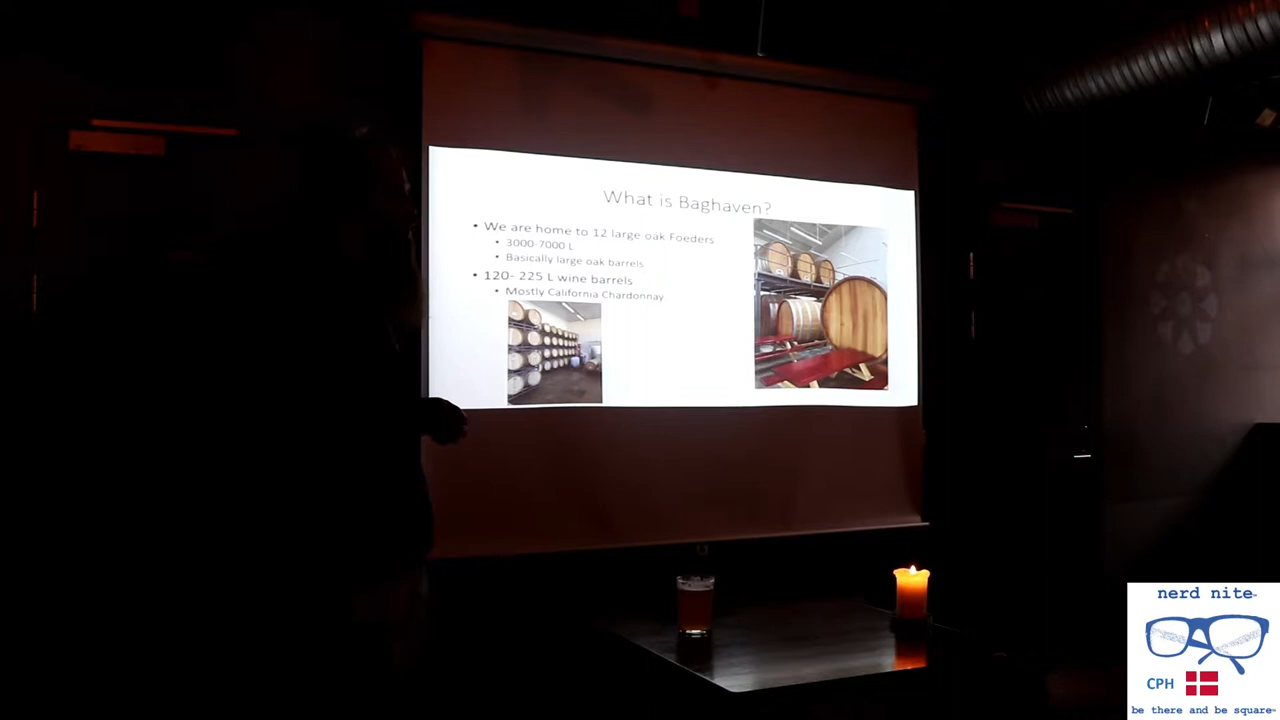 What is Baghaven?
• We are home to 12 large oak Foeders
• 3000-7000 L
• Basically large oak barrels
• 120- 225 L wine barrels
• Mostly California Chardonnay
nerd nite
CPH
be there and be square